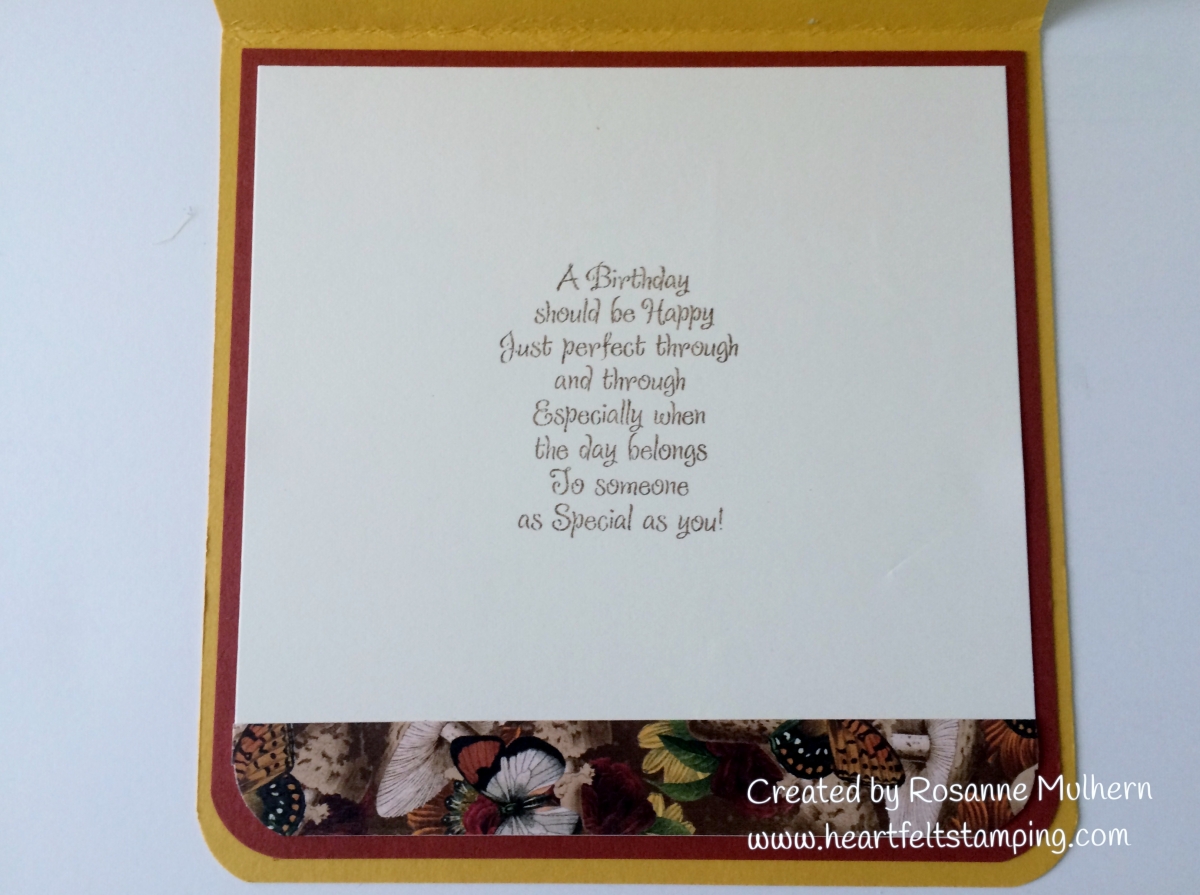 A Birthday
should be Happy
Just perfect through
and through
Especially when
the day belongs
To someone
as Special as you!
Created by Rosanne Mulhern
www.heartfeltstamping.com